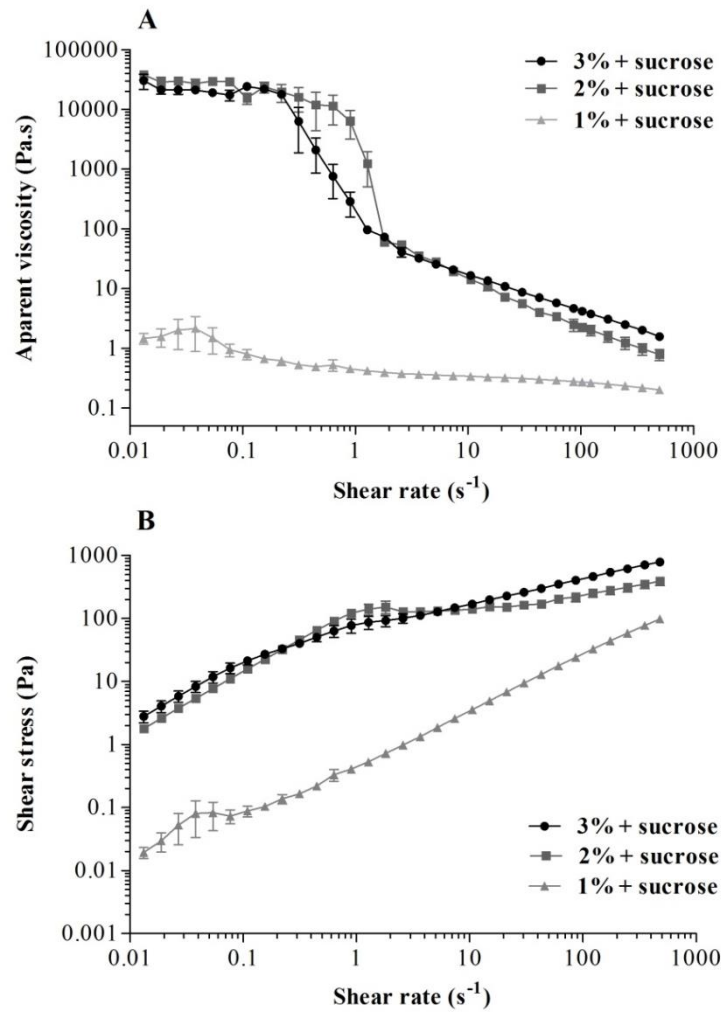 A
100000
10000
1000
100
10
1
0.1
Apparent viscosity (Pa.s)
3% + sucrose
2% + sucrose
1% + sucrose
0.01 0.1 1 10 100 1000
Shear rate (s⁻¹)
B
1000
100
10
1
0.1
0.01
0.001
Shear stress (Pa)
3% + sucrose
2% + sucrose
1% + sucrose
0.01 0.1 1 10 100 1000
Shear rate (s⁻¹)